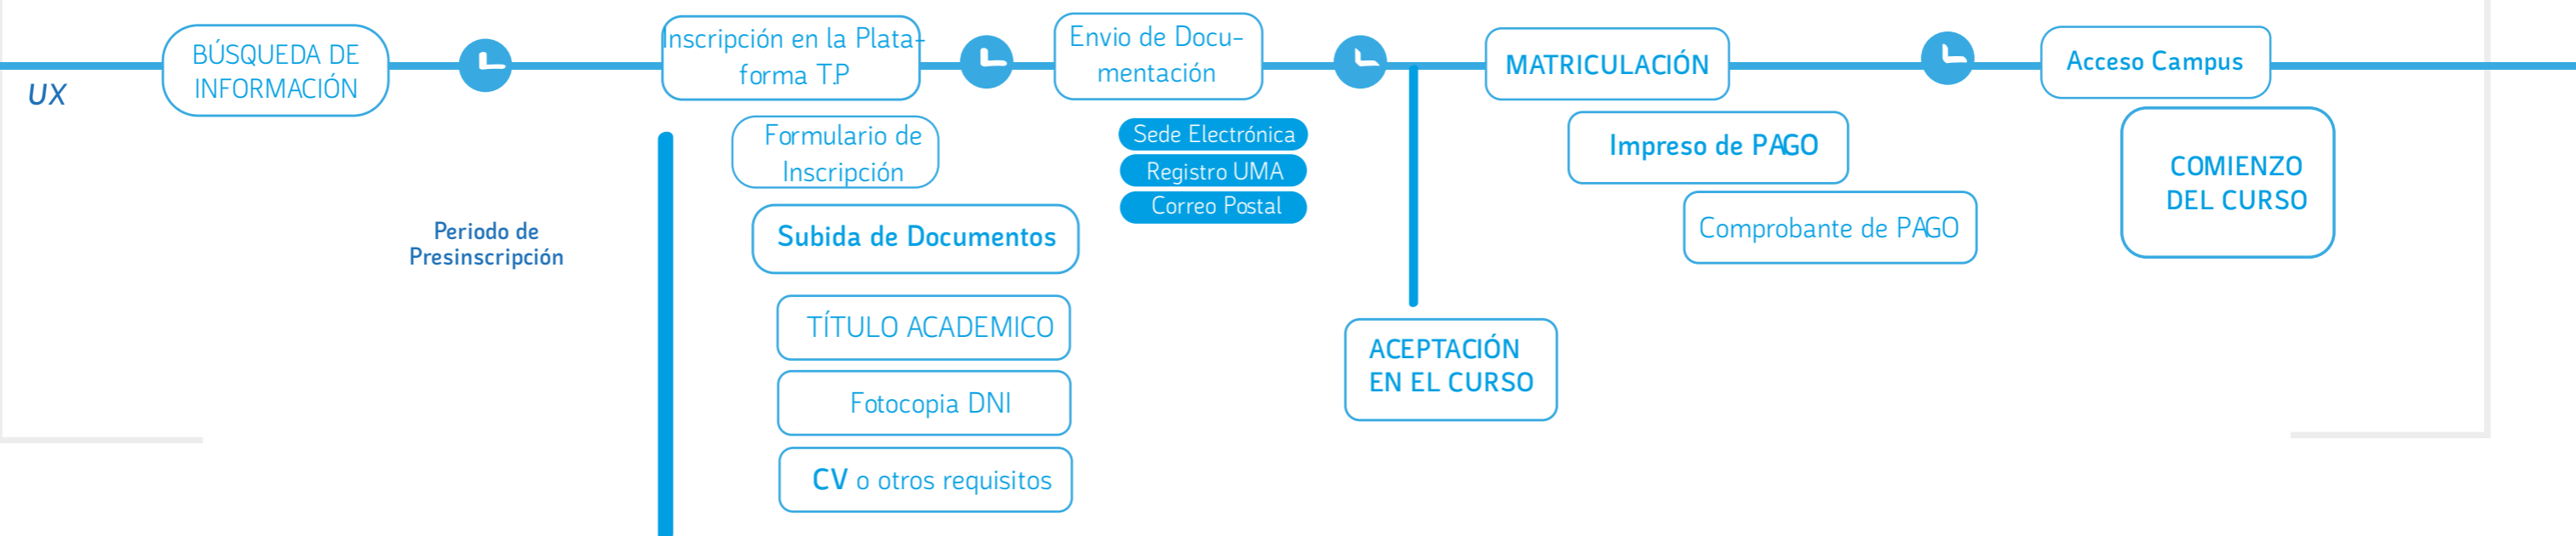 UX
BÚSQUEDA DE
INFORMACIÓN
Periodo de
Presinscripción
Inscripción en la Plata-
forma T.P
Formulario de
Inscripción
Subida de Documentos
TÍTULO ACADEMICO
Fotocopia DNI
CV o otros requisitos
Envio de Docu-
mentación
Sede Electrónica
Registro UMA
Correo Postal
ACEPTACIÓN
EN EL CURSO
MATRICULACIÓN
Impreso de PAGO
Comprobante de PAGO
Acceso Campus
COMIENZO
DEL CURSO